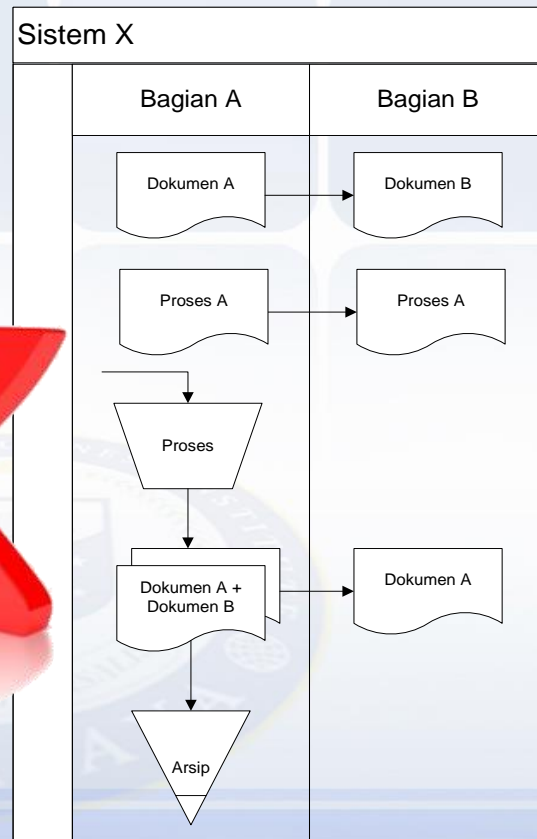 Sistem X
Bagian A
Bagian B
Dokumen A
Dokumen B
Proses A
Proses A
Proses
Dokumen A +
Dokumen B
Dokumen A
Arsip